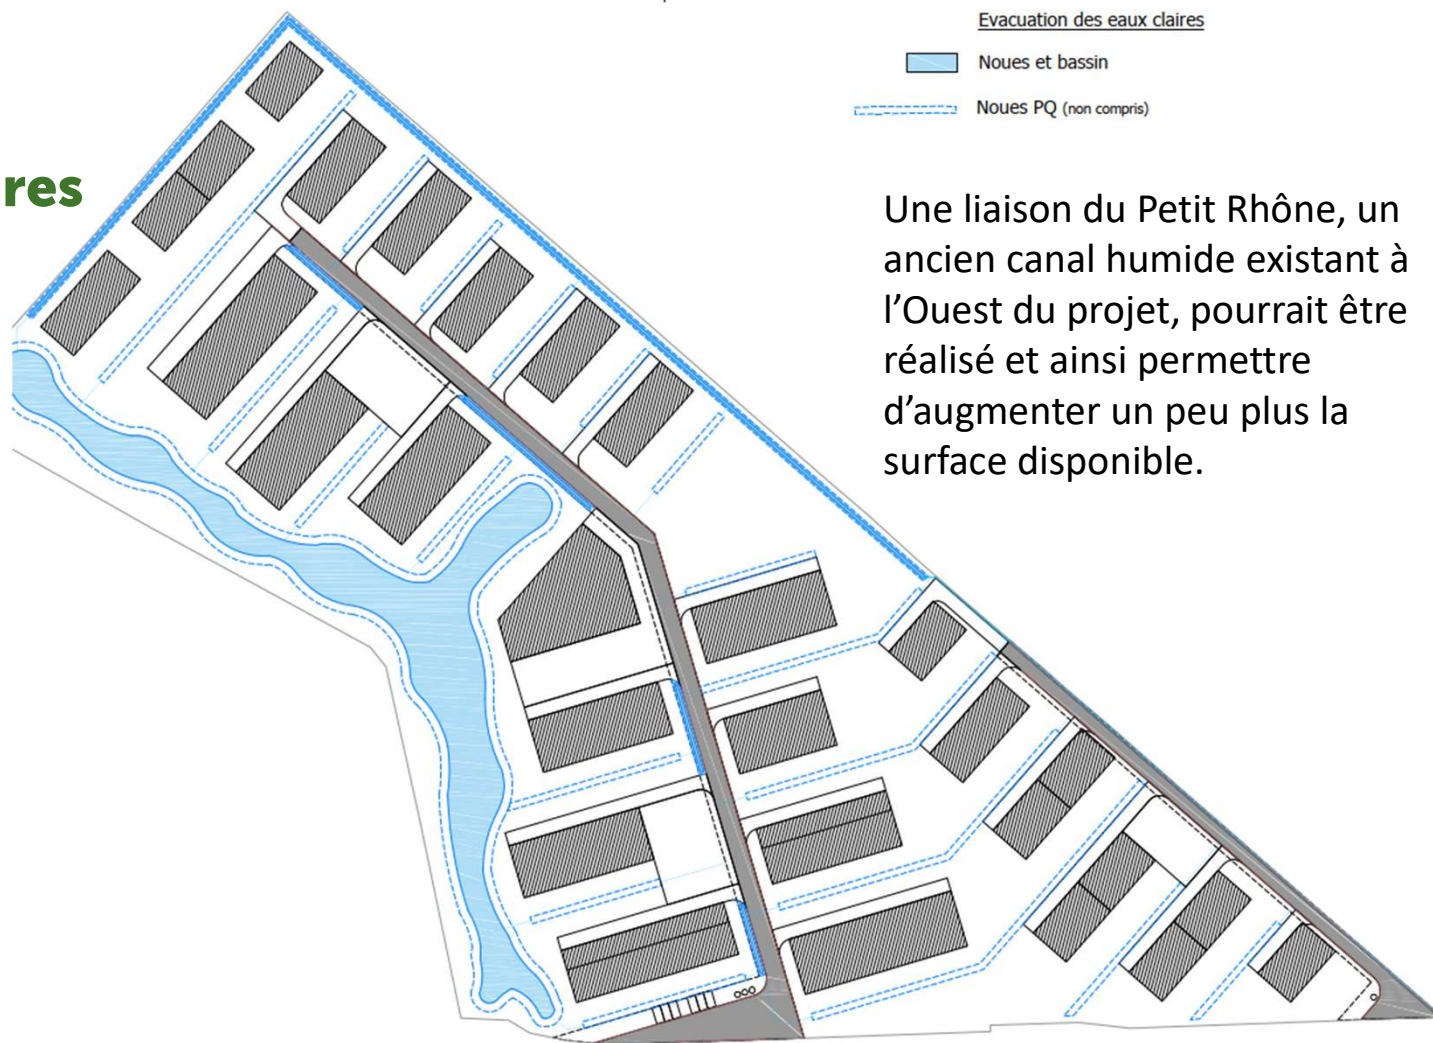 Evacuation des eaux claires
Noues et bassin
Noues PQ (non compris)
res
Une liaison du Petit Rhône, un
ancien canal humide existant à
l'Ouest du projet, pourrait être
réalisé et ainsi permettre
d'augmenter un peu plus la
surface disponible.